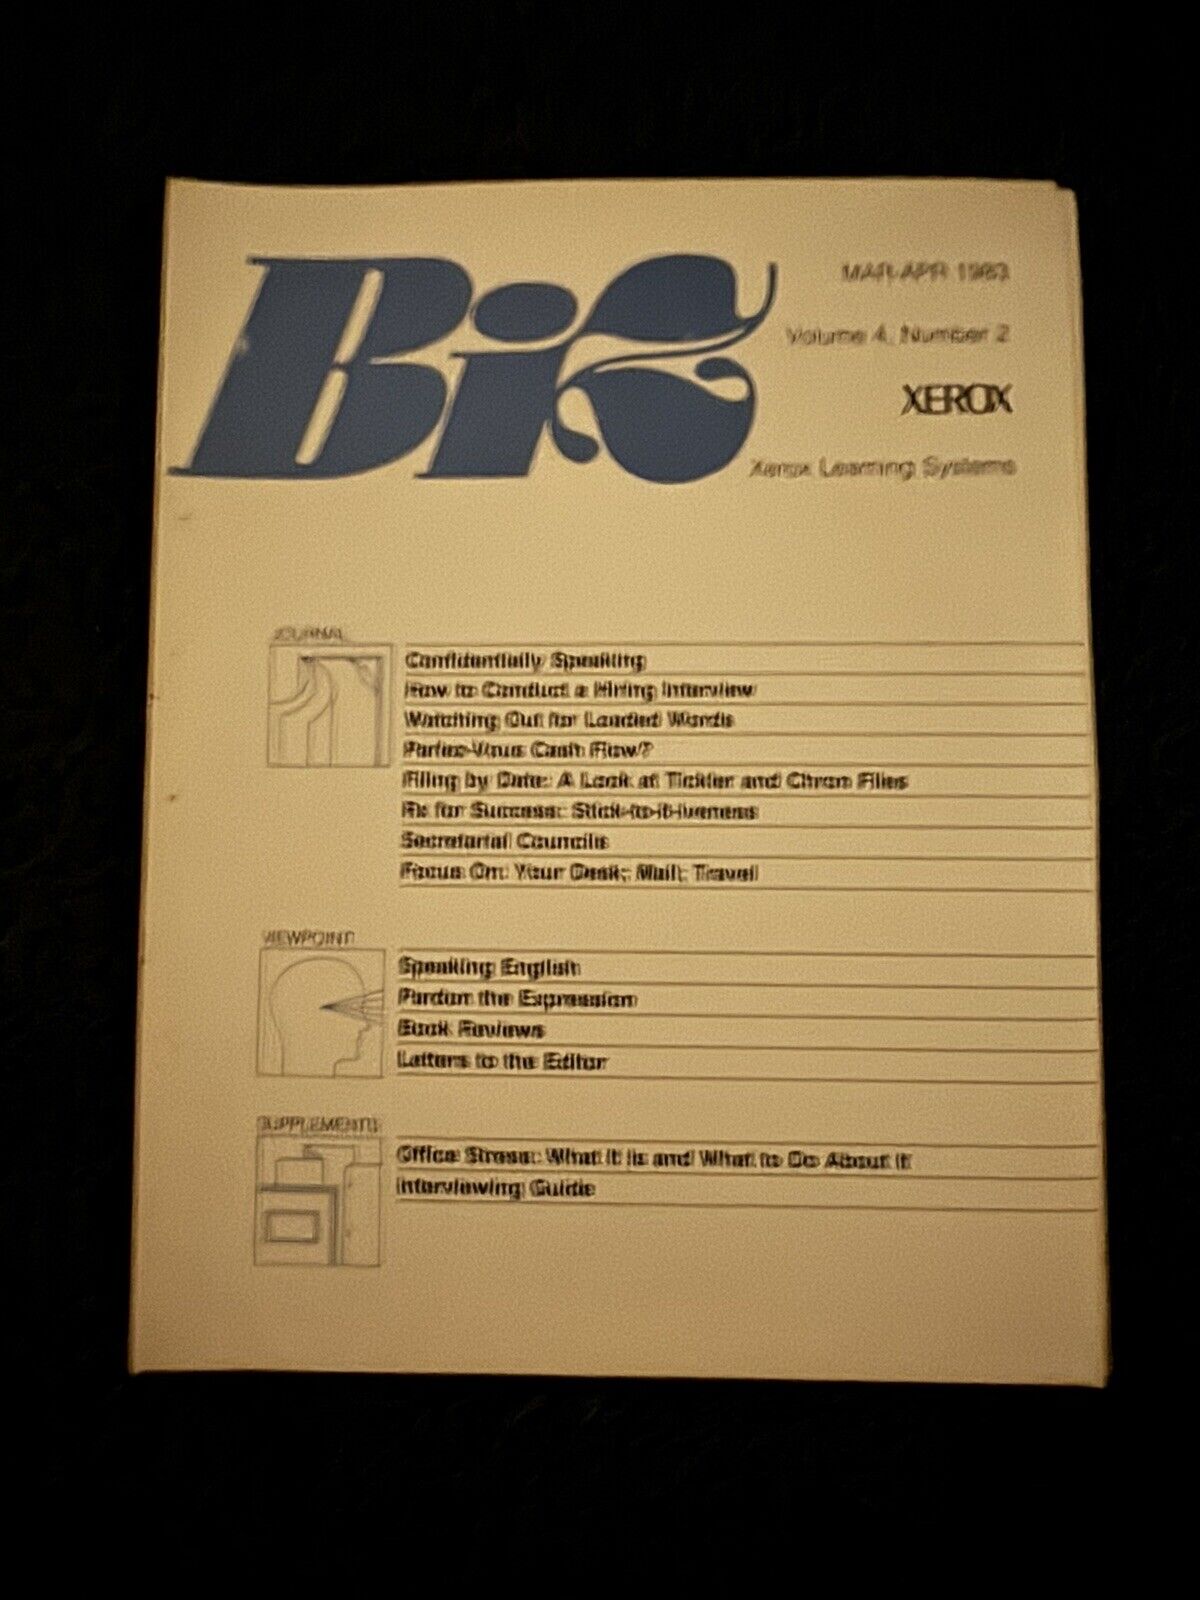 MAR-APR 1983
Volume 4, Number 2
XEROX
Xerox Learning Systems
JOURNAL
Confidentially Speaking
How to Conduct a Hiring Interview
Watching Out for Loaded Words
Parlez-Vous Cash Flow?
Filing by Date: A Look at Tickler and Chron Files
Rx for Success: Stick-to-it-iveness
Secretarial Councils
Focus On: Your Desk; Mail; Travel
VIEWPOINT
Speaking English
Pardon the Expression
Book Reviews
Letters to the Editor
SUPPLEMENTS
Office Stress: What It Is and What to Do About It
Interviewing Guide